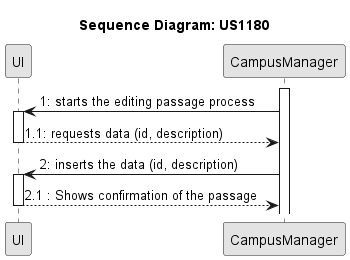 Sequence Diagram: US1180
UI
CampusManager
1: starts the editing passage process
1.1: requests data (id, description)
2: inserts the data (id, description)
2.1 : Shows confirmation of the passage
UI
CampusManager